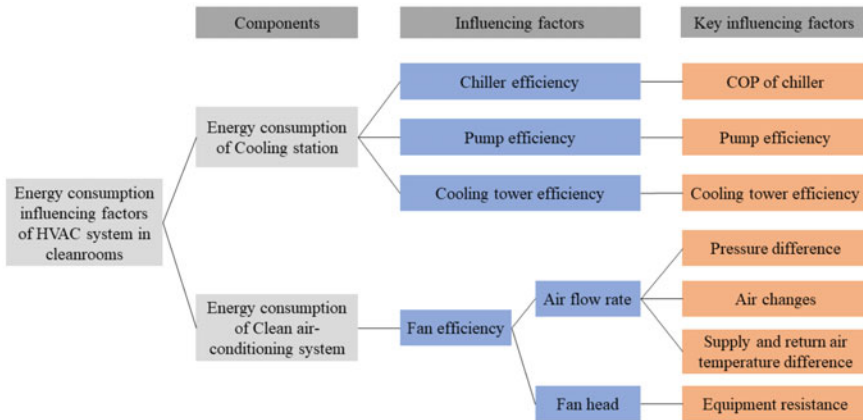 Components
Influencing factors
Key influencing factors
Chiller efficiency
COP of chiller
Energy consumption
of Cooling station
Pump efficiency
Pump efficiency
Cooling tower efficiency
Cooling tower efficiency
Energy consumption
influencing factors
of HVAC system in
cleanrooms
Pressure difference
Energy consumption
of Clean air-
conditioning system
Fan efficiency
Air flow rate
Air changes
Supply and return air
temperature difference
Fan head
Equipment resistance